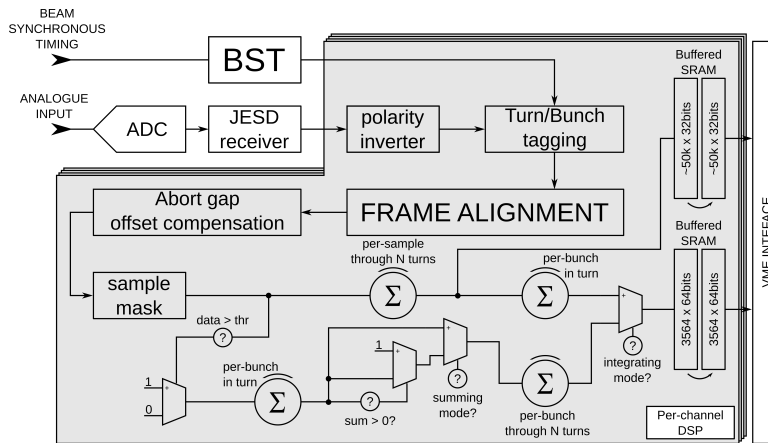 BEAM
SYNCHRONOUS
TIMING
BST
ANALOGUE
INPUT
ADC
JESD
receiver
polarity
inverter
Turn/Bunch
tagging
Buffered
SRAM
~50k x 32bits
~50k x 32bits
Abort gap
offset compensation
FRAME ALIGNMENT
VME INTEFACE
per-sample
through N turns
Σ
per-bunch
in turn
Σ
Buffered
SRAM
3564 x 64bits
3564 x 64bits
sample
mask
data > thr
?
+
?
integrating
mode?
1
0
+
per-bunch
in turn
Σ
1
+
?
sum > 0?
+
?
summing
mode?
Σ
per-bunch
through N turns
Per-channel
DSP